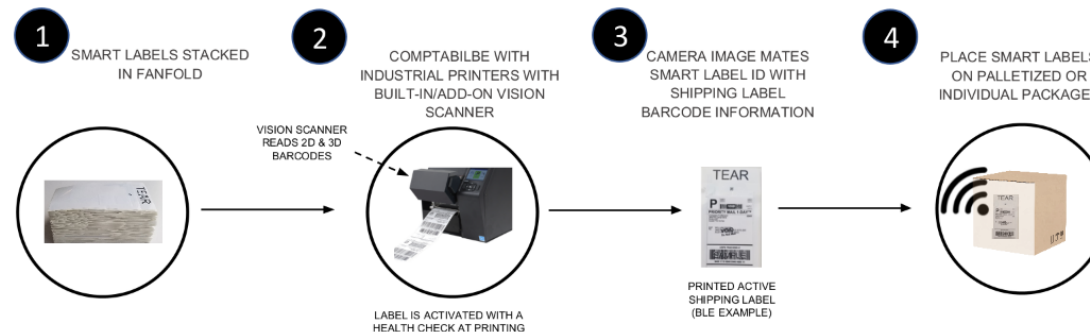 1
SMART LABELS STACKED
IN FANFOLD
TEAR
2
COMPTABILBE WITH
INDUSTRIAL PRINTERS WITH
BUILT-IN/ADD-ON VISION
SCANNER
VISION SCANNER
READS 2D & 3D
BARCODES
LABEL IS ACTIVATED WITH A
HEALTH CHECK AT PRINTING
3
CAMERA IMAGE MATES
SMART LABEL ID WITH
SHIPPING LABEL
BARCODE INFORMATION
TEAR
P
PRINTED ACTIVE
SHIPPING LABEL
(BLE EXAMPLE)
4
PLACE SMART LABELS
ON PALLETIZED OR
INDIVIDUAL PACKAGE
TEAR